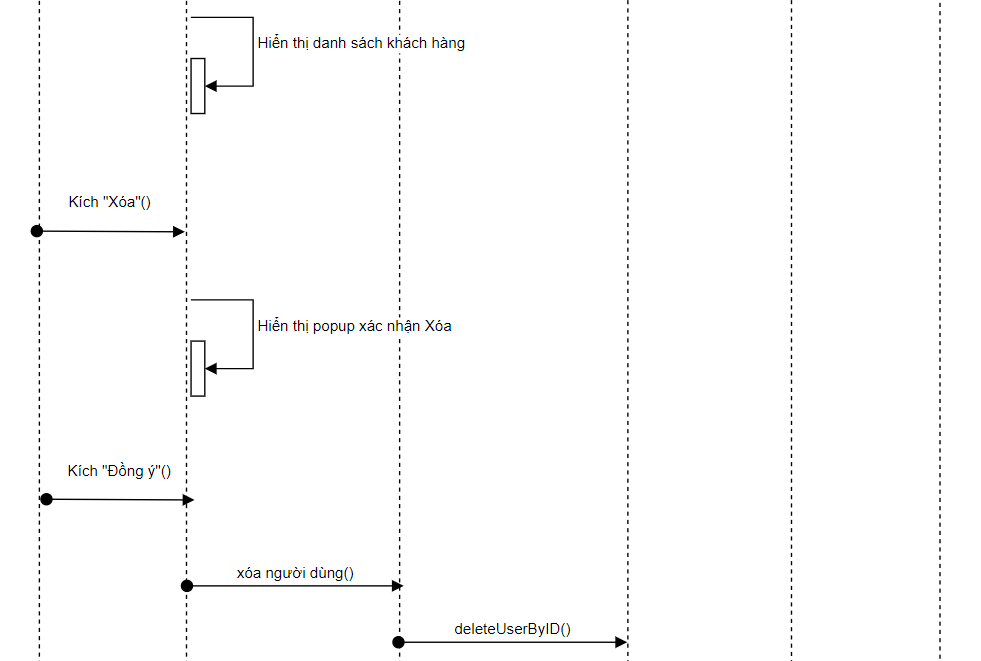 Hiển thị danh sách khách hàng
Kích "Xóa"()
Hiển thị popup xác nhận Xóa
Kích "Đồng ý"()
xóa người dùng()
deleteUserByID()